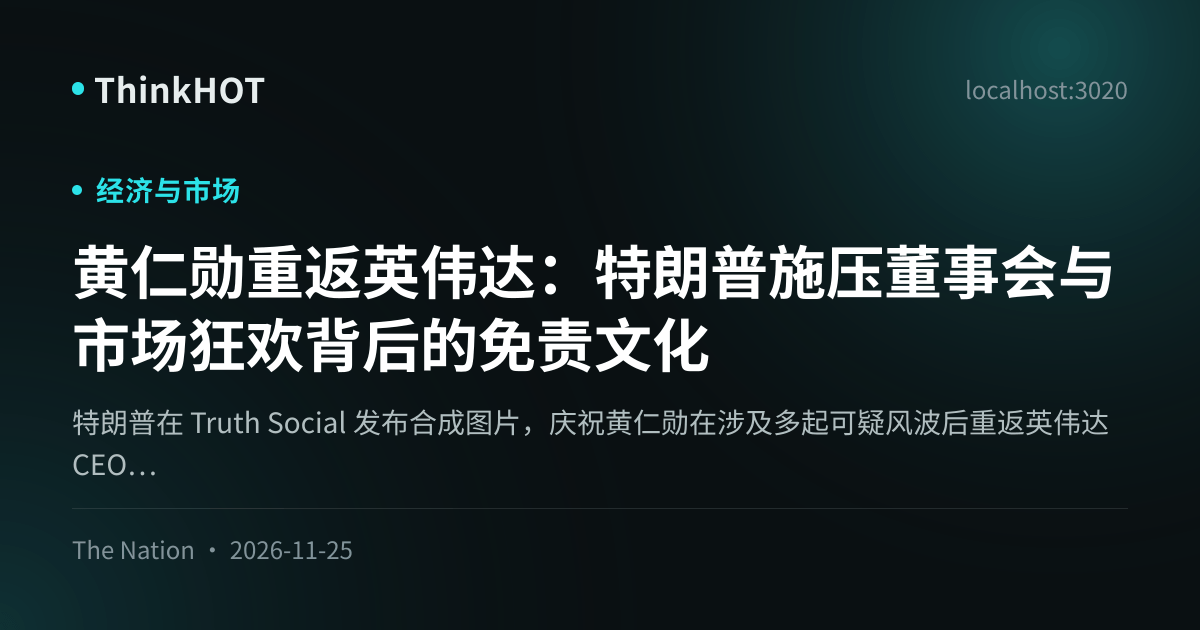 ThinkHOT
localhost:3020
经济与市场
黄仁勋重返英伟达：特朗普施压董事会与
市场狂欢背后的免责文化
特朗普在 Truth Social 发布合成图片，庆祝黄仁勋在涉及多起可疑风波后重返英伟达
CEO…
The Nation · 2026-11-25